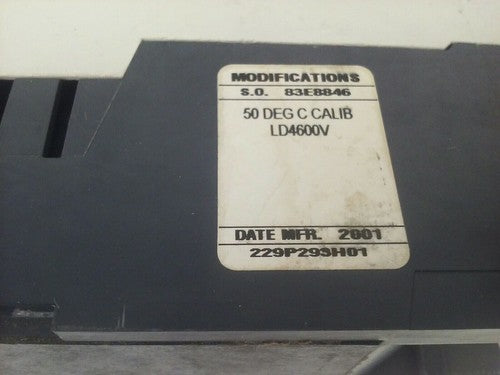 MODIFICATIONS
S.O. 83E8846
50 DEG C CALIB
LD4600V
DATE MFR. 2001
229P293H01